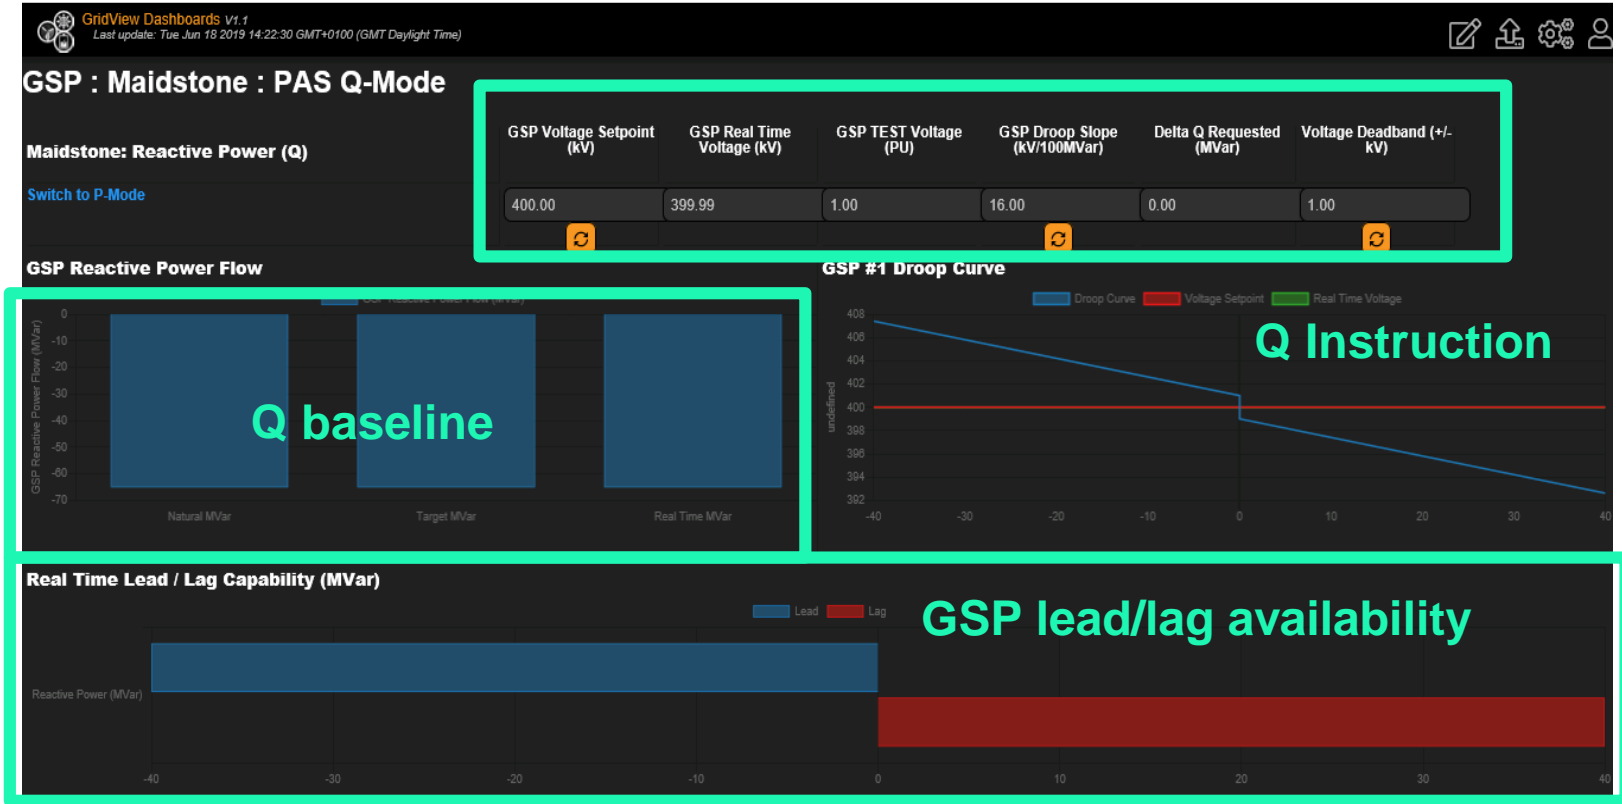 GridView Dashboards V1.1
Last update: Tue Jun 18 2019 14:22:30 GMT+0100 (GMT Daylight Time)
GSP : Maidstone : PAS Q-Mode
Maidstone: Reactive Power (Q)
Switch to P-Mode
GSP Voltage Setpoint (kV)
GSP Real Time Voltage (kV)
GSP TEST Voltage (PU)
GSP Droop Slope (kV/100MVar)
Delta Q Requested (MVar)
Voltage Deadband (+/- kV)
400.00
399.99
1.00
16.00
0.00
1.00
GSP Reactive Power Flow
GSP Reactive Power Flow (MVar)
GSP Reactive Power Flow (MVar)
0
-10
-20
-30
-40
-50
-60
-70
Q baseline
Natural MVar
Target MVar
Real Time MVar
GSP #1 Droop Curve
Droop Curve
Voltage Setpoint
Real Time Voltage
Q Instruction
undefined
408
406
404
402
400
398
396
394
392
-40 -30 -20 -10 0 10 20 30 40
Real Time Lead / Lag Capability (MVar)
Lead
Lag
GSP lead/lag availability
Reactive Power (MVar)
-40 -30 -20 -10 0 10 20 30 40